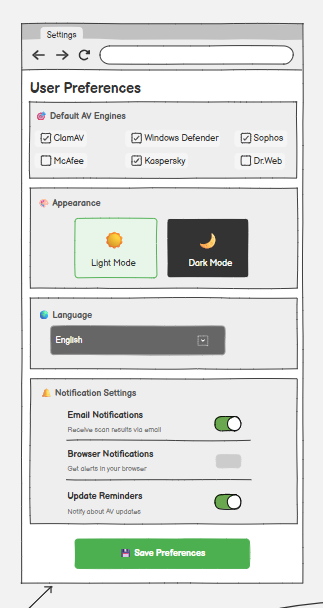 Settings
User Preferences
Default AV Engines
ClamAV Windows Defender Sophos
McAfee Kaspersky Dr.Web
Appearance
Light Mode Dark Mode
Language
English
Notification Settings
Email Notifications
Receive scan results via email
Browser Notifications
Get alerts in your browser
Update Reminders
Notify about AV updates
Save Preferences